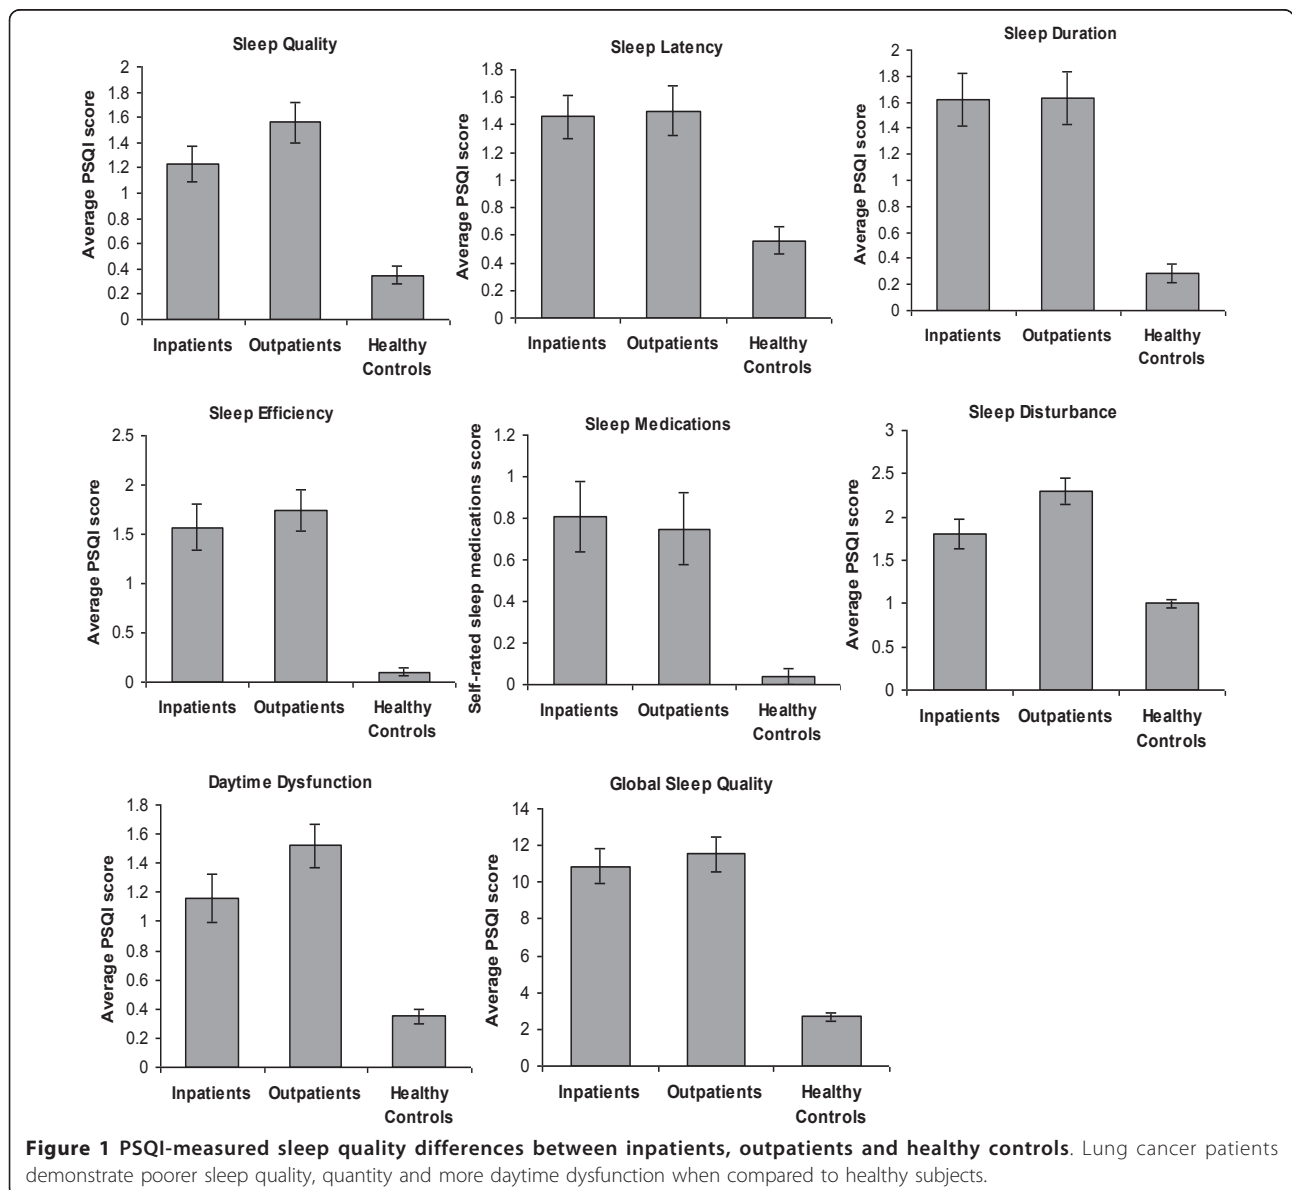 Sleep Quality
Average PSQI score
2
1.8
1.6
1.4
1.2
1
0.8
0.6
0.4
0.2
0
Inpatients Outpatients Healthy
Controls
Sleep Latency
Average PSQI score
1.8
1.6
1.4
1.2
1
0.8
0.6
0.4
0.2
0
Inpatients Outpatients Healthy
Controls
Sleep Duration
Average PSQI score
2
1.8
1.6
1.4
1.2
1
0.8
0.6
0.4
0.2
0
Inpatients Outpatients Healthy
Controls
Sleep Efficiency
Average PSQI score
2.5
2
1.5
1
0.5
0
Inpatients Outpatients Healthy
Controls
Sleep Medications
Self-rated sleep medications score
1.2
1
0.8
0.6
0.4
0.2
0
Inpatients Outpatients Healthy
Controls
Sleep Disturbance
Average PSQI score
3
2.5
2
1.5
1
0.5
0
Inpatients Outpatients Healthy
Controls
Daytime Dysfunction
Average PSQI score
1.8
1.6
1.4
1.2
1
0.8
0.6
0.4
0.2
0
Inpatients Outpatients Healthy
Controls
Global Sleep Quality
Average PSQI score
14
12
10
8
6
4
2
0
Inpatients Outpatients Healthy
Controls
Figure 1 PSQI-measured sleep quality differences between inpatients, outpatients and healthy controls. Lung cancer patients
demonstrate poorer sleep quality, quantity and more daytime dysfunction when compared to healthy subjects.